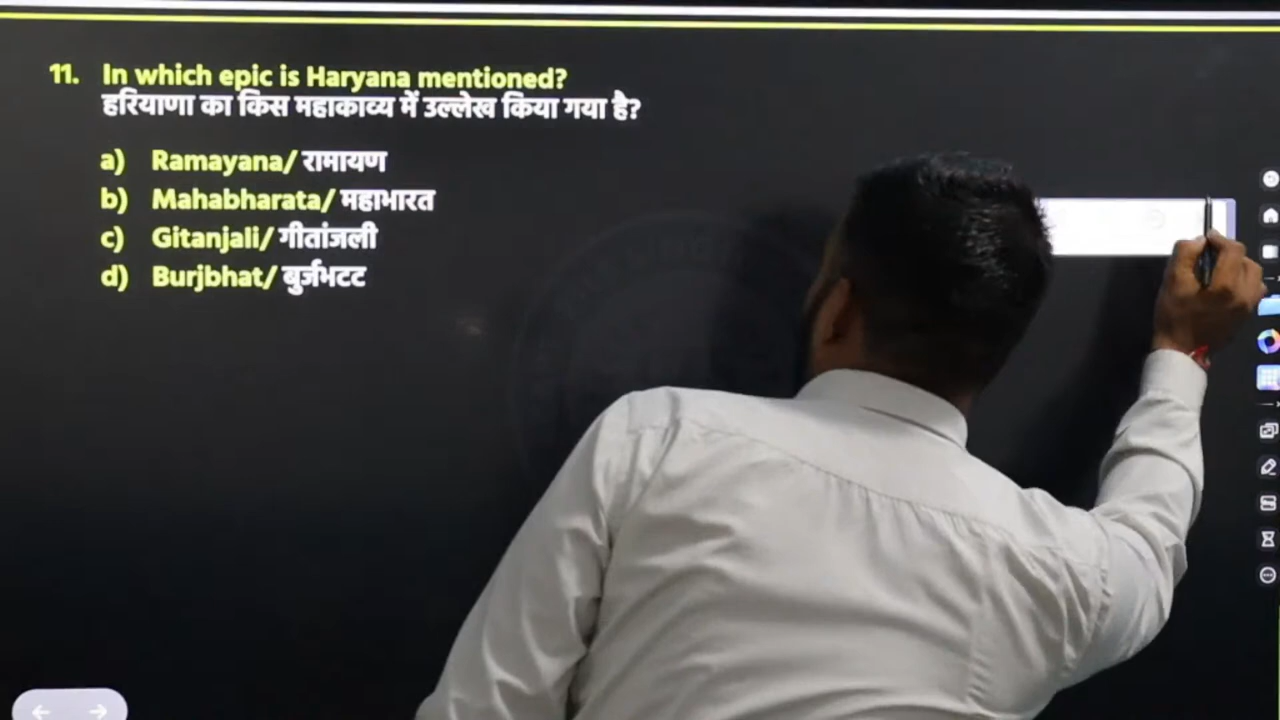 11. In which epic is Haryana mentioned?
हरियाणा का किस महाकाव्य में उल्लेख किया गया है?
a) Ramayana/ रामायण
b) Mahabharata/ महाभारत
c) Gitanjali/ गीतांजली
d) Burjbhat/ बुर्जभटट